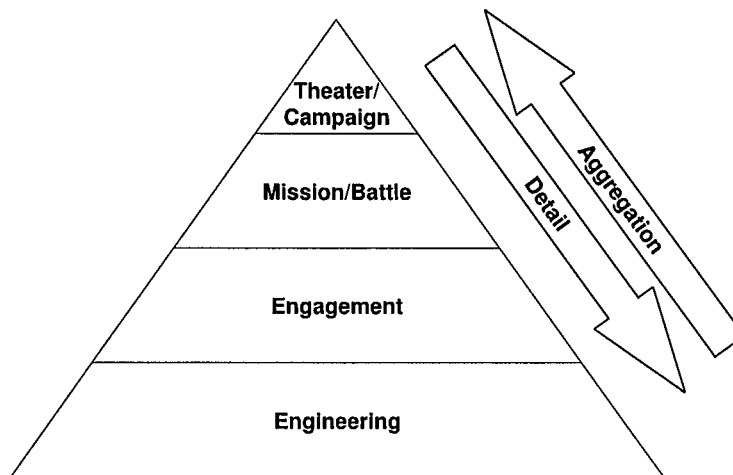 Theater/
Campaign
Mission/Battle
Engagement
Engineering
Detail
Aggregation